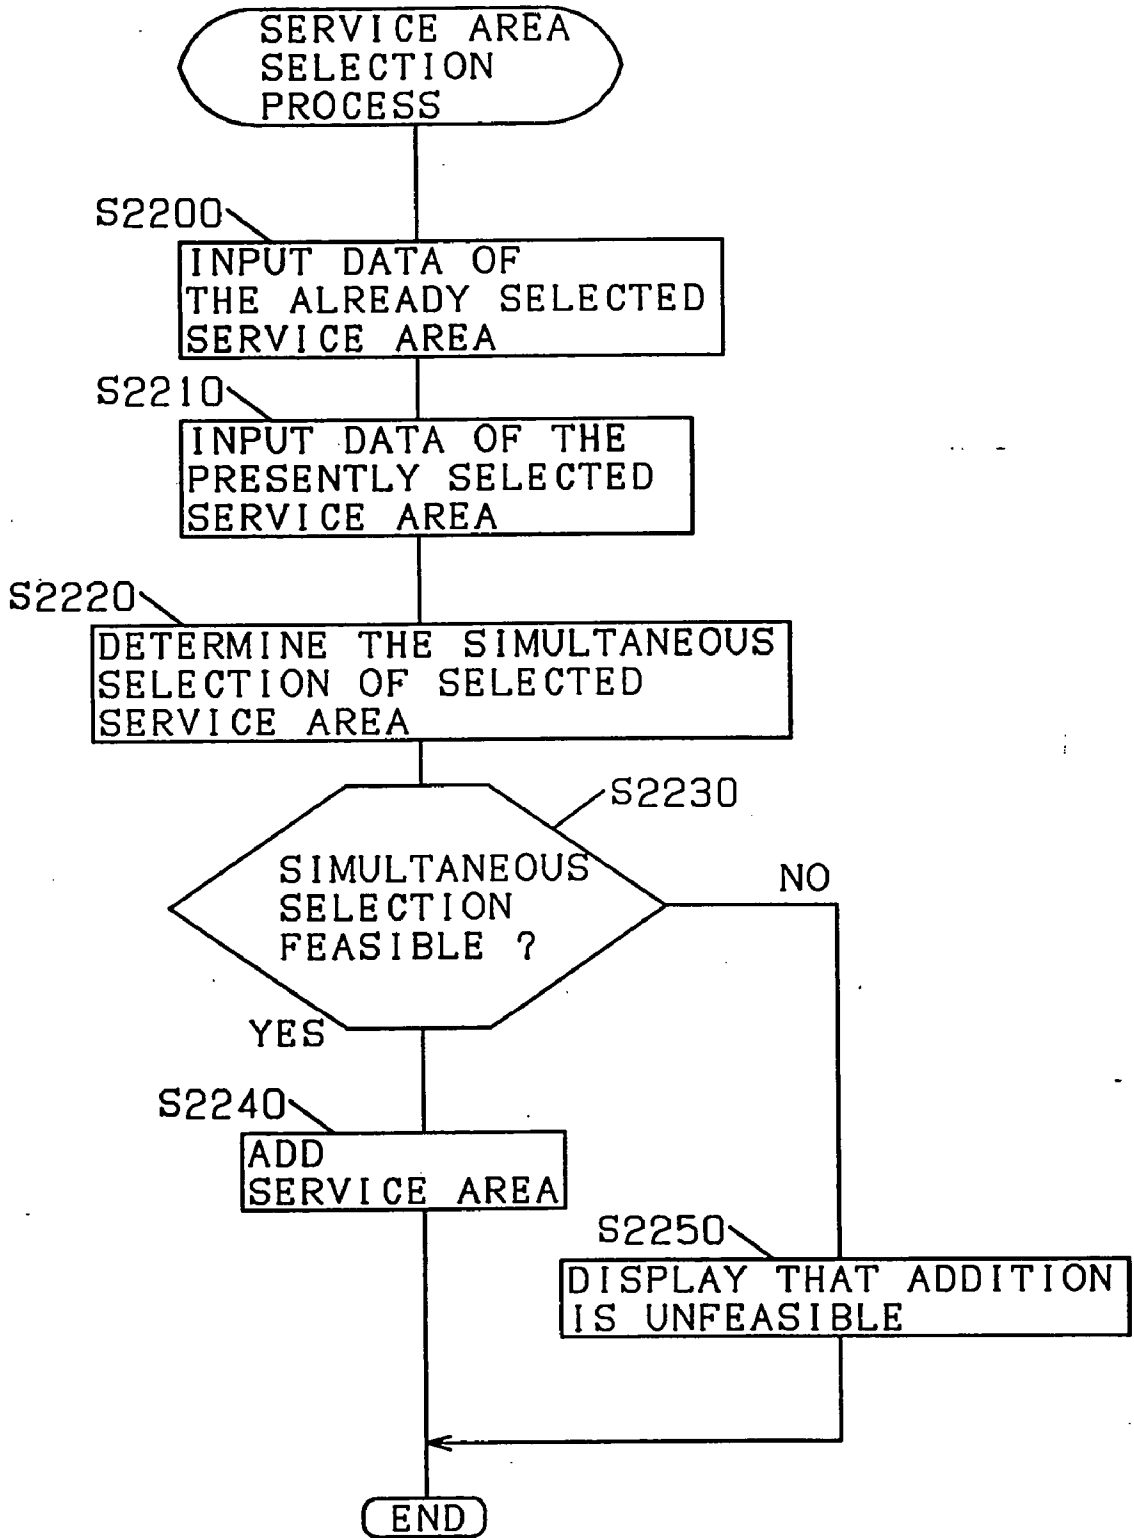 SERVICE AREA
SELECTION
PROCESS
S2200
INPUT DATA OF
THE ALREADY SELECTED
SERVICE AREA
S2210
INPUT DATA OF THE
PRESENTLY SELECTED
SERVICE AREA
S2220
DETERMINE THE SIMULTANEOUS
SELECTION OF SELECTED
SERVICE AREA
S2230
SIMULTANEOUS
SELECTION
FEASIBLE ?
NO
YES
S2240
ADD
SERVICE AREA
S2250
DISPLAY THAT ADDITION
IS UNFEASIBLE
END